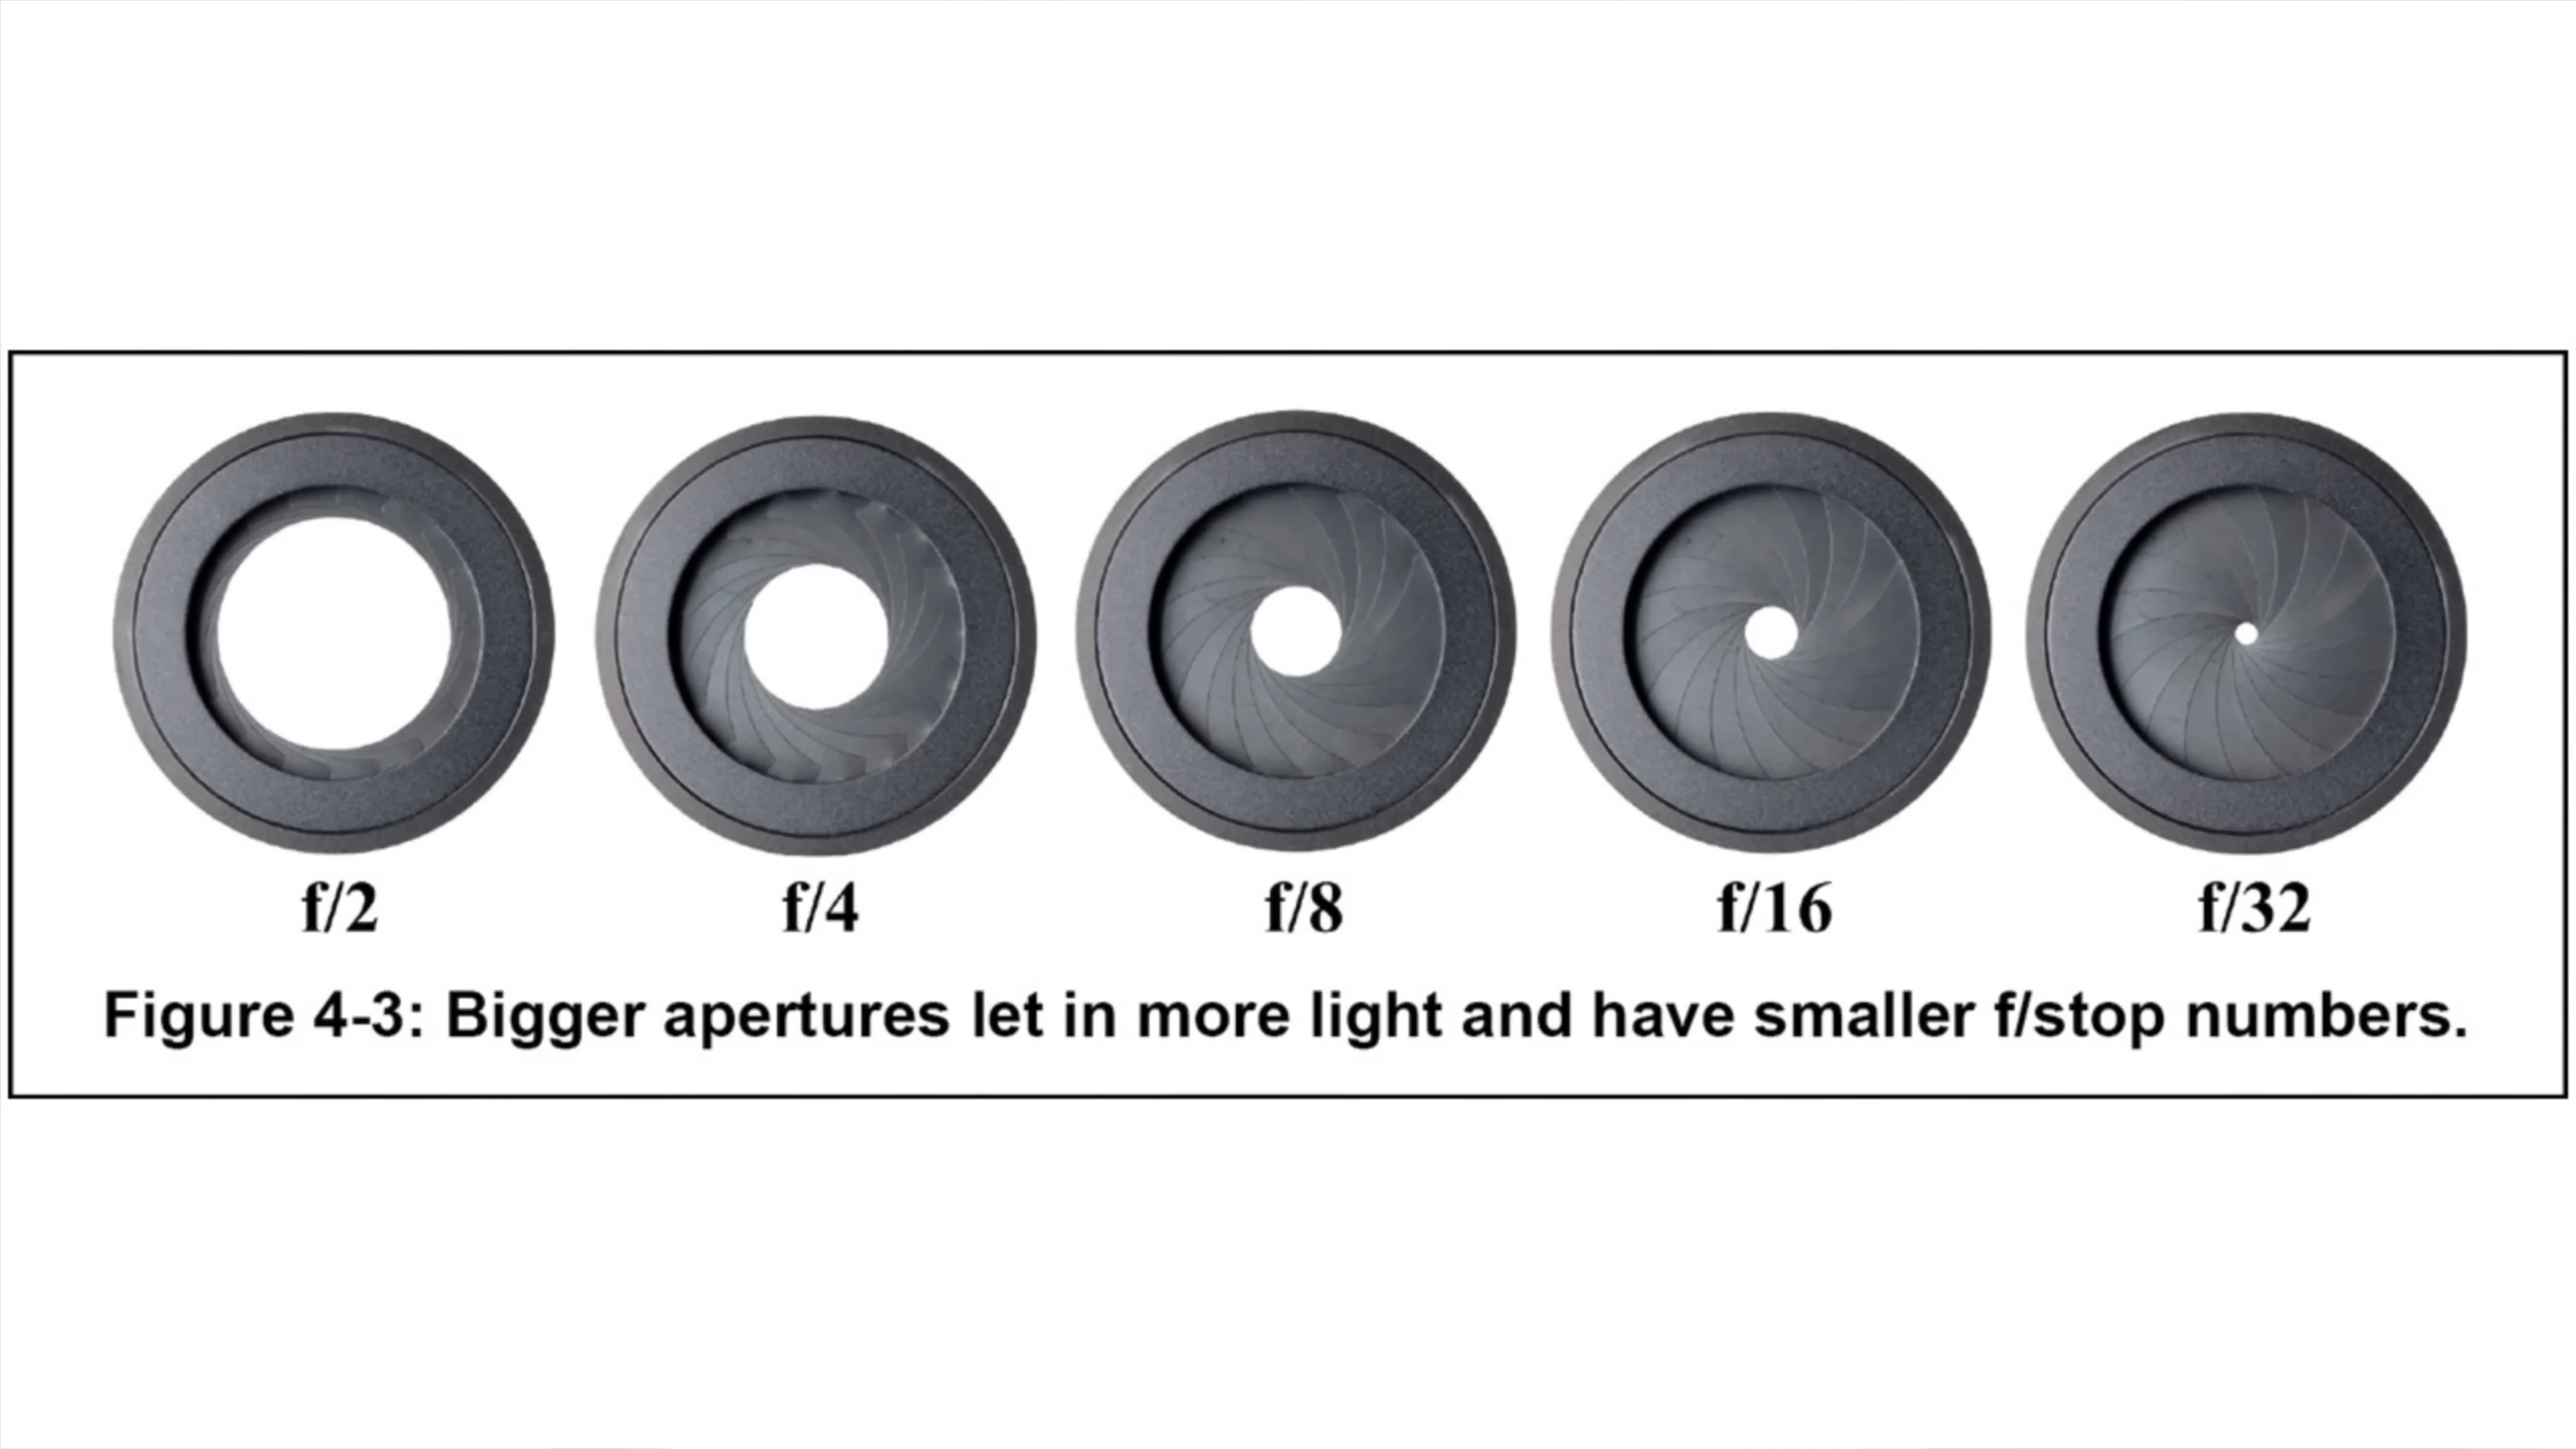 f/2 f/4 f/8 f/16 f/32
Figure 4-3: Bigger apertures let in more light and have smaller f/stop numbers.